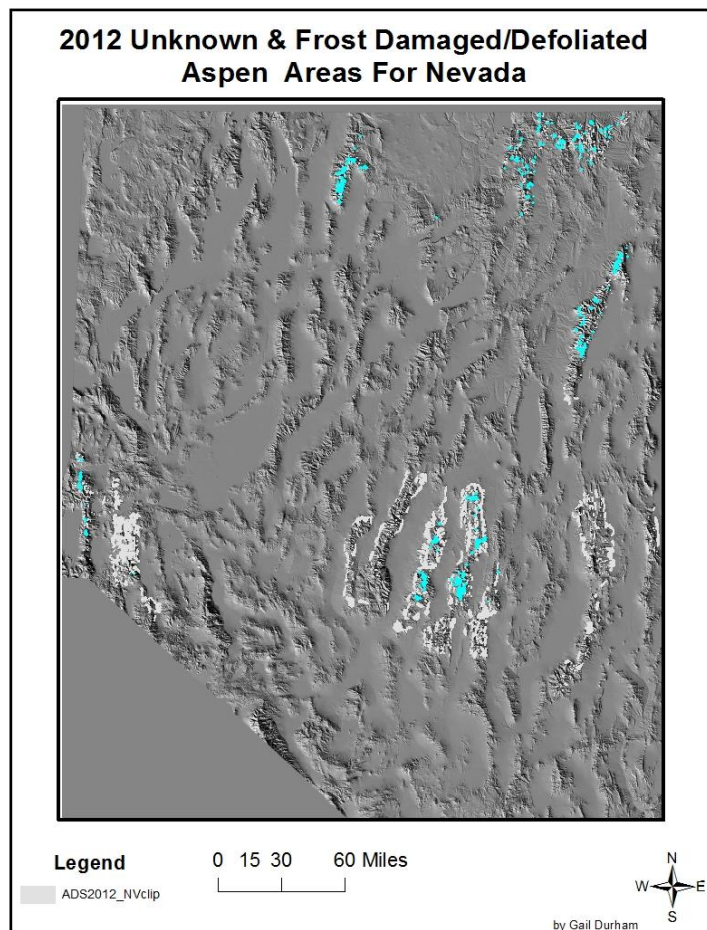 2012 Unknown & Frost Damaged/Defoliated
Aspen Areas For Nevada
Legend
ADS2012_NVclip
0 15 30 60 Miles
N
W E
S
by Gail Durham